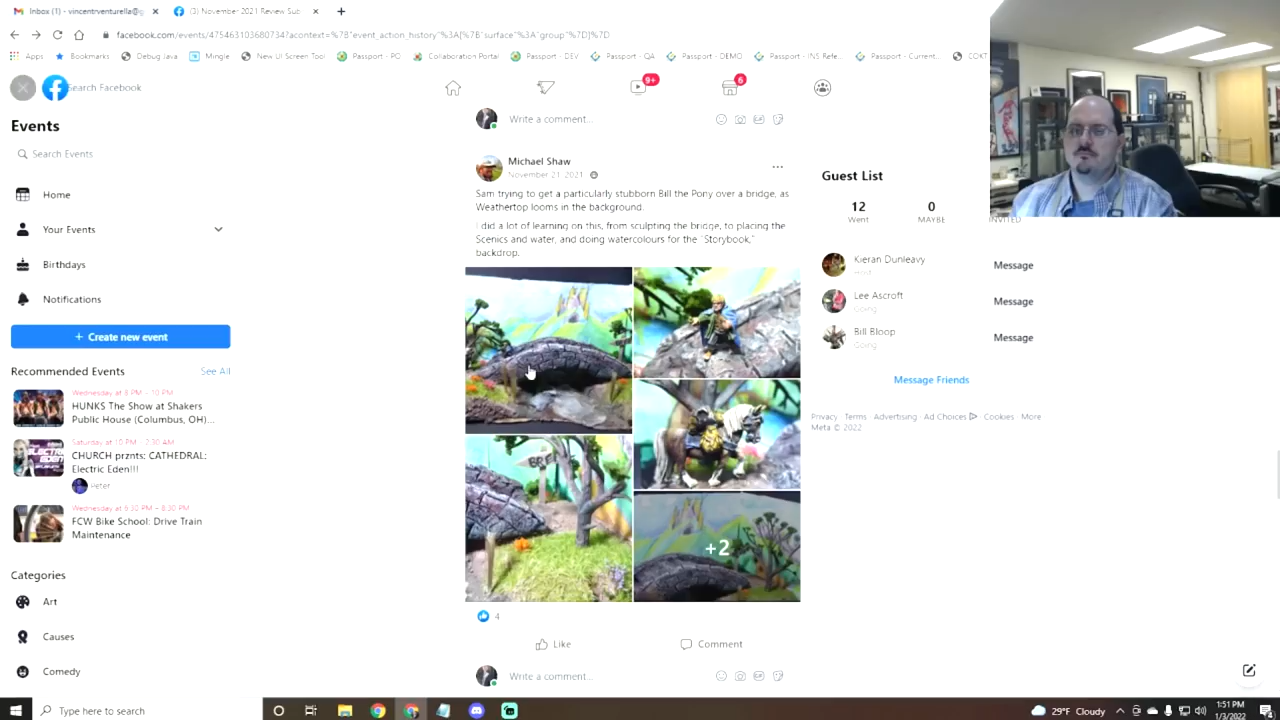 Inbox (1) - vincentrventurella@g
(3) November 2021 Review Sub
facebook.com/events/475463103680734?acontext=%7B"event_action_history"%3A[%7B"surface"%3A"group"%7D]%7D
Apps
Bookmarks
Debug Java
Mingle
New UI Screen Tool
Passport - PO
Collaboration Portal
Passport - DEV
Passport - QA
Passport - DEMO
Passport - INS Refe...
Passport - Current...
Search Facebook
9+
6
Events
Search Events
Home
Your Events
Birthdays
Notifications
+ Create new event
Recommended Events
See All
Wednesday at 8 PM - 10 PM
HUNKS The Show at Shakers
Public House (Columbus, OH)...
Saturday at 10 PM - 2:30 AM
CHURCH prznts: CATHEDRAL:
Electric Eden!!!
Peter
Wednesday at 6:30 PM - 8:30 PM
FCW Bike School: Drive Train
Maintenance
Categories
Art
Causes
Comedy
Write a comment...
Michael Shaw
November 21, 2021
Sam trying to get a particularly stubborn Bill the Pony over a bridge, as
Weathertop looms in the background.
I did a lot of learning on this, from sculpting the bridge, to placing the
Scenics and water, and doing watercolours for the "Storybook,"
backdrop.
+2
4
Like
Comment
Write a comment...
Guest List
12
Went
0
MAYBE
INVITED
Kieran Dunleavy
Message
Lee Ascroft
Going
Message
Bill Bloop
Going
Message
Message Friends
Privacy · Terms · Advertising · Ad Choices · Cookies · More
Meta © 2022
Type here to search
29°F Cloudy
1:51 PM
1/3/2022